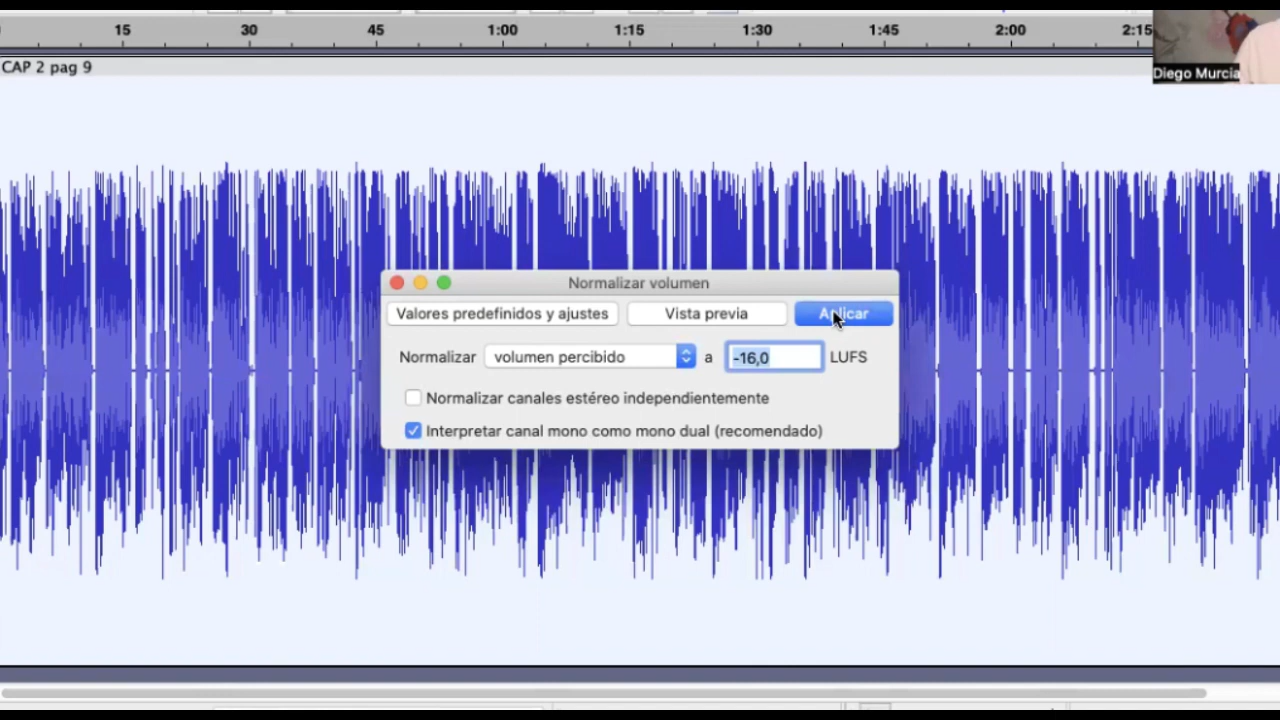 15 30 45 1:00 1:15 1:30 1:45 2:00 2:15
CAP 2 pag 9
Diego Murcia
Normalizar volumen
Valores predefinidos y ajustes Vista previa Aplicar
Normalizar volumen percibido a -16,0 LUFS
Normalizar canales estéreo independientemente
Interpretar canal mono como mono dual (recomendado)